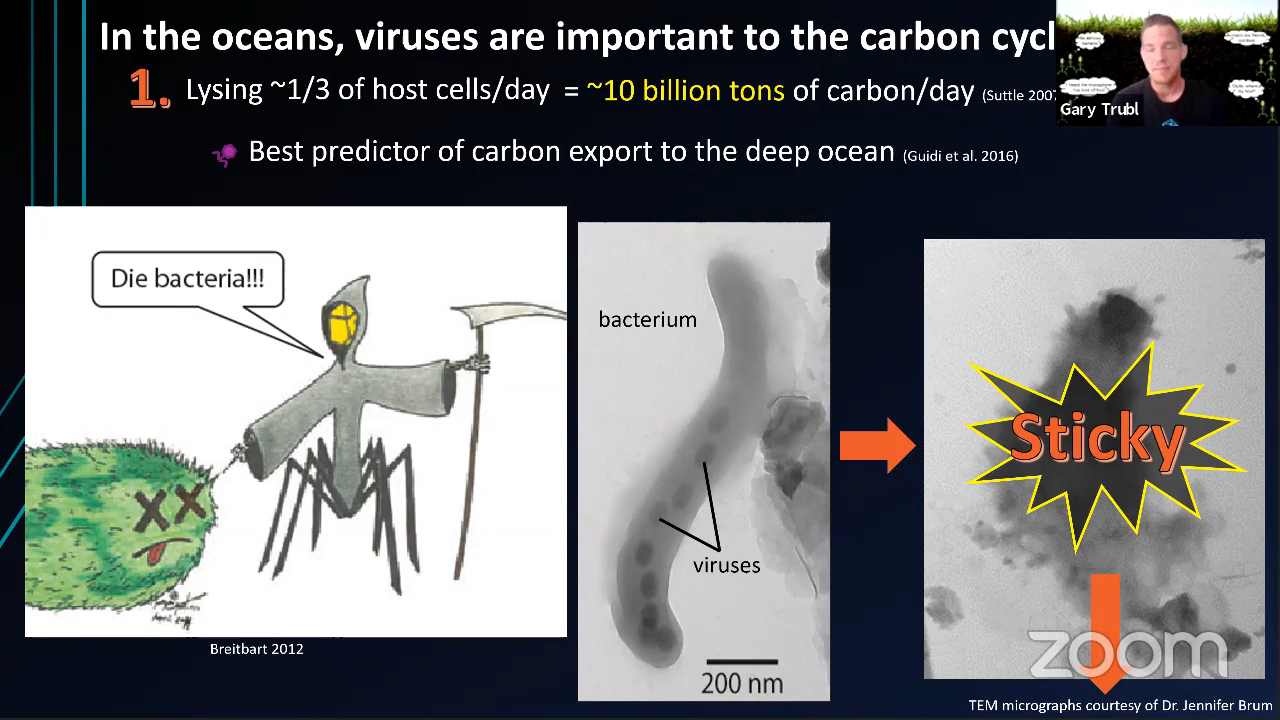 In the oceans, viruses are important to the carbon cycl
1. Lysing ~1/3 of host cells/day = ~10 billion tons of carbon/day (Suttle 2007
Best predictor of carbon export to the deep ocean (Guidi et al. 2016)
Gary Trubl
Die bacteria!!!
bacterium
viruses
200 nm
Sticky
Breitbart 2012
zoom
TEM micrographs courtesy of Dr. Jennifer Brum